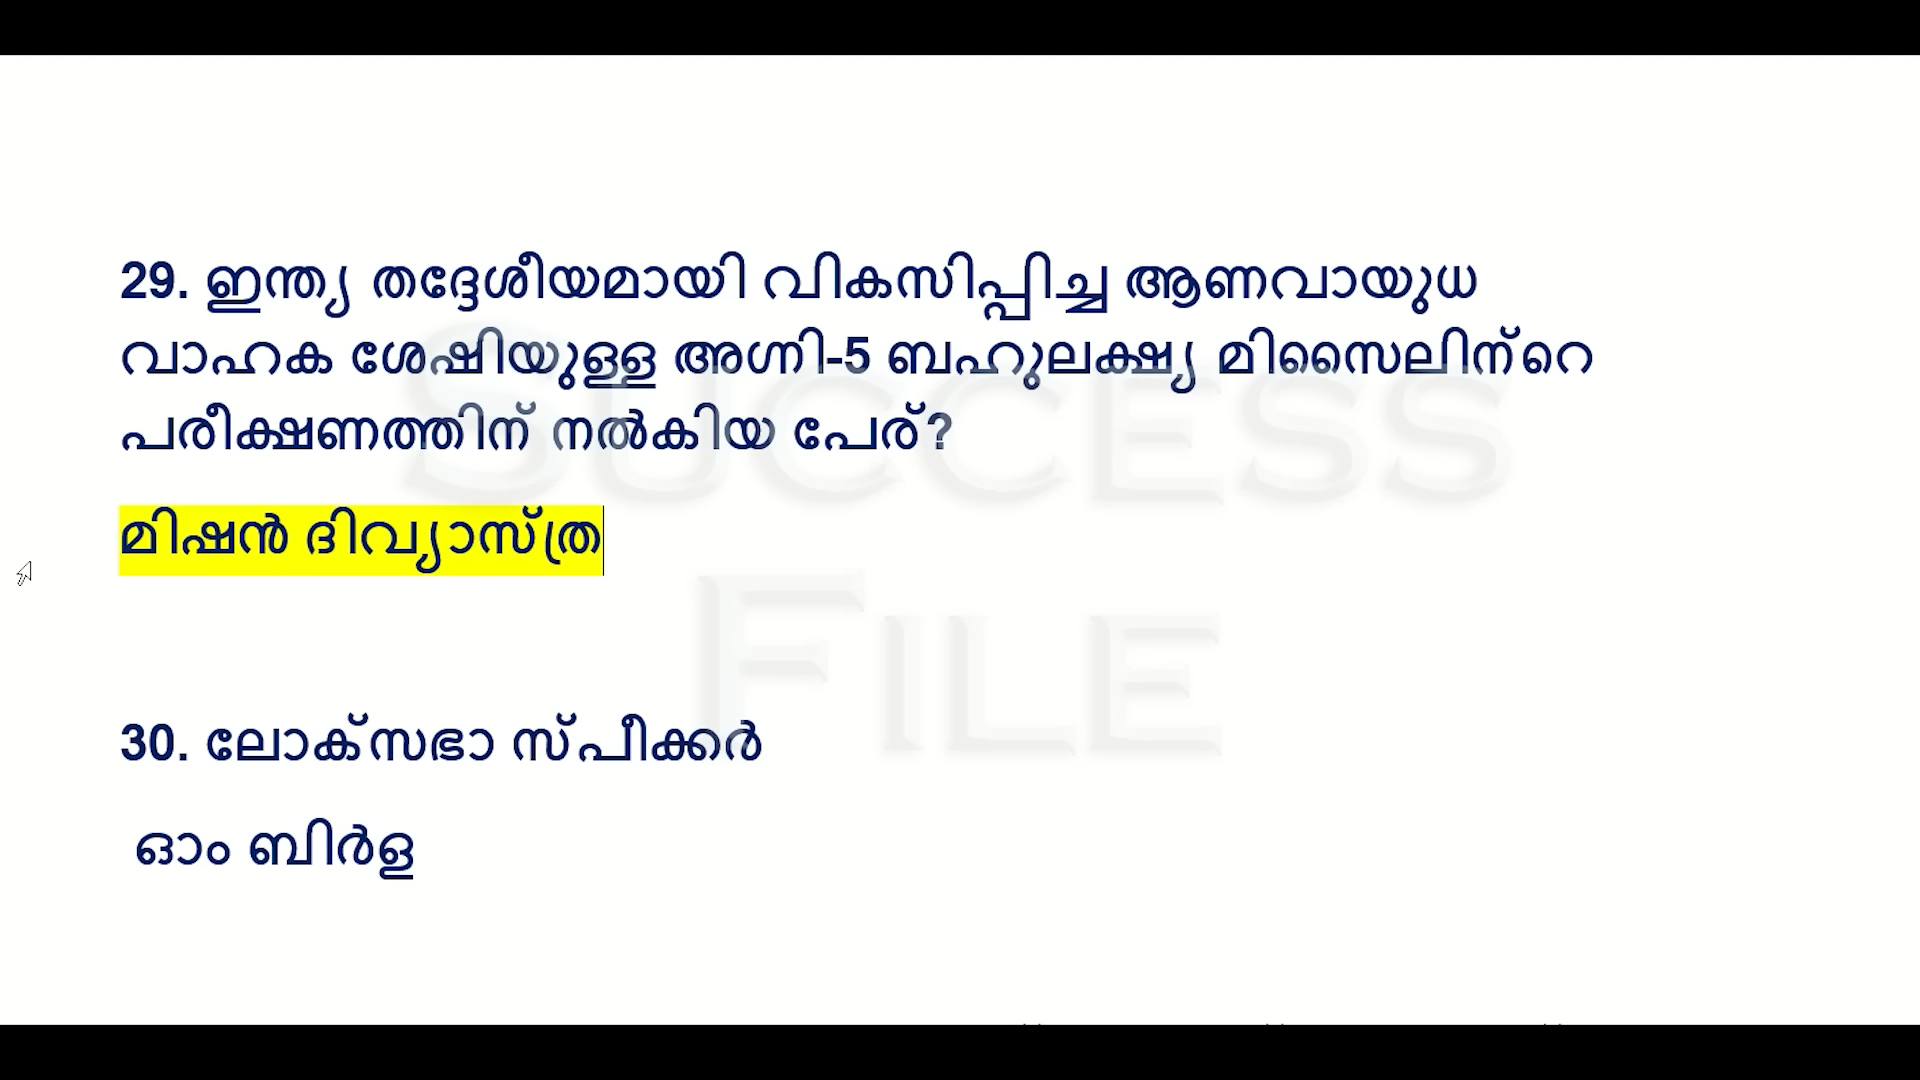 29. ഇന്ത്യ തദ്ദേശീയമായി വികസിപ്പിച്ച ആണവായുധ
വാഹക ശേഷിയുള്ള അഗ്നി-5 ബഹുലക്ഷ്യ മിസൈലിന്റെ
പരീക്ഷണത്തിന് നൽകിയ പേര്?
മിഷൻ ദിവ്യാസ്ത്ര
SUCCESS
FILE
30. ലോക്സഭാ സ്പീക്കർ
ഓം ബിർള